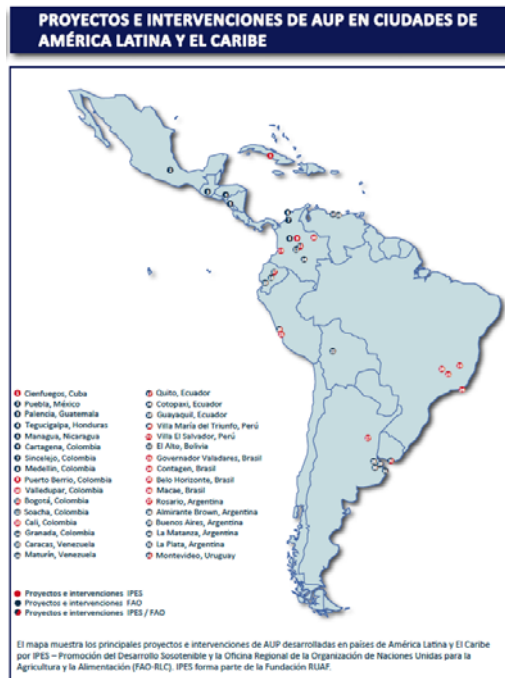 PROYECTOS E INTERVENCIONES DE AUP EN CIUDADES DE
AMÉRICA LATINA Y EL CARIBE
Cienfuegos, Cuba
Puebla, México
Palencia, Guatemala
Tegucigalpa, Honduras
Managua, Nicaragua
Cartagena, Colombia
Sincelejo, Colombia
Medellín, Colombia
Puerto Berrio, Colombia
Valledupar, Colombia
Bogotá, Colombia
Soacha, Colombia
Cali, Colombia
Granada, Colombia
Caracas, Venezuela
Maturín, Venezuela
Quito, Ecuador
Cotopaxi, Ecuador
Guayaquil, Ecuador
Villa María del Triunfo, Perú
Villa El Salvador, Perú
El Alto, Bolivia
Governador Valadares, Brasil
Contagen, Brasil
Belo Horizonte, Brasil
Macae, Brasil
Rosario, Argentina
Almirante Brown, Argentina
Buenos Aires, Argentina
La Matanza, Argentina
La Plata, Argentina
Montevideo, Uruguay
Proyectos e intervenciones IPES
Proyectos e intervenciones FAO
Proyectos e intervenciones IPES / FAO
El mapa muestra los principales proyectos e intervenciones de AUP desarrolladas en países de América Latina y El Caribe
por IPES – Promoción del Desarrollo Sosotenible y la Oficina Regional de la Organización de Naciones Unidas para la
Agricultura y la Alimentación (FAO-RLC). IPES forma parte de la Fundación RUAF.